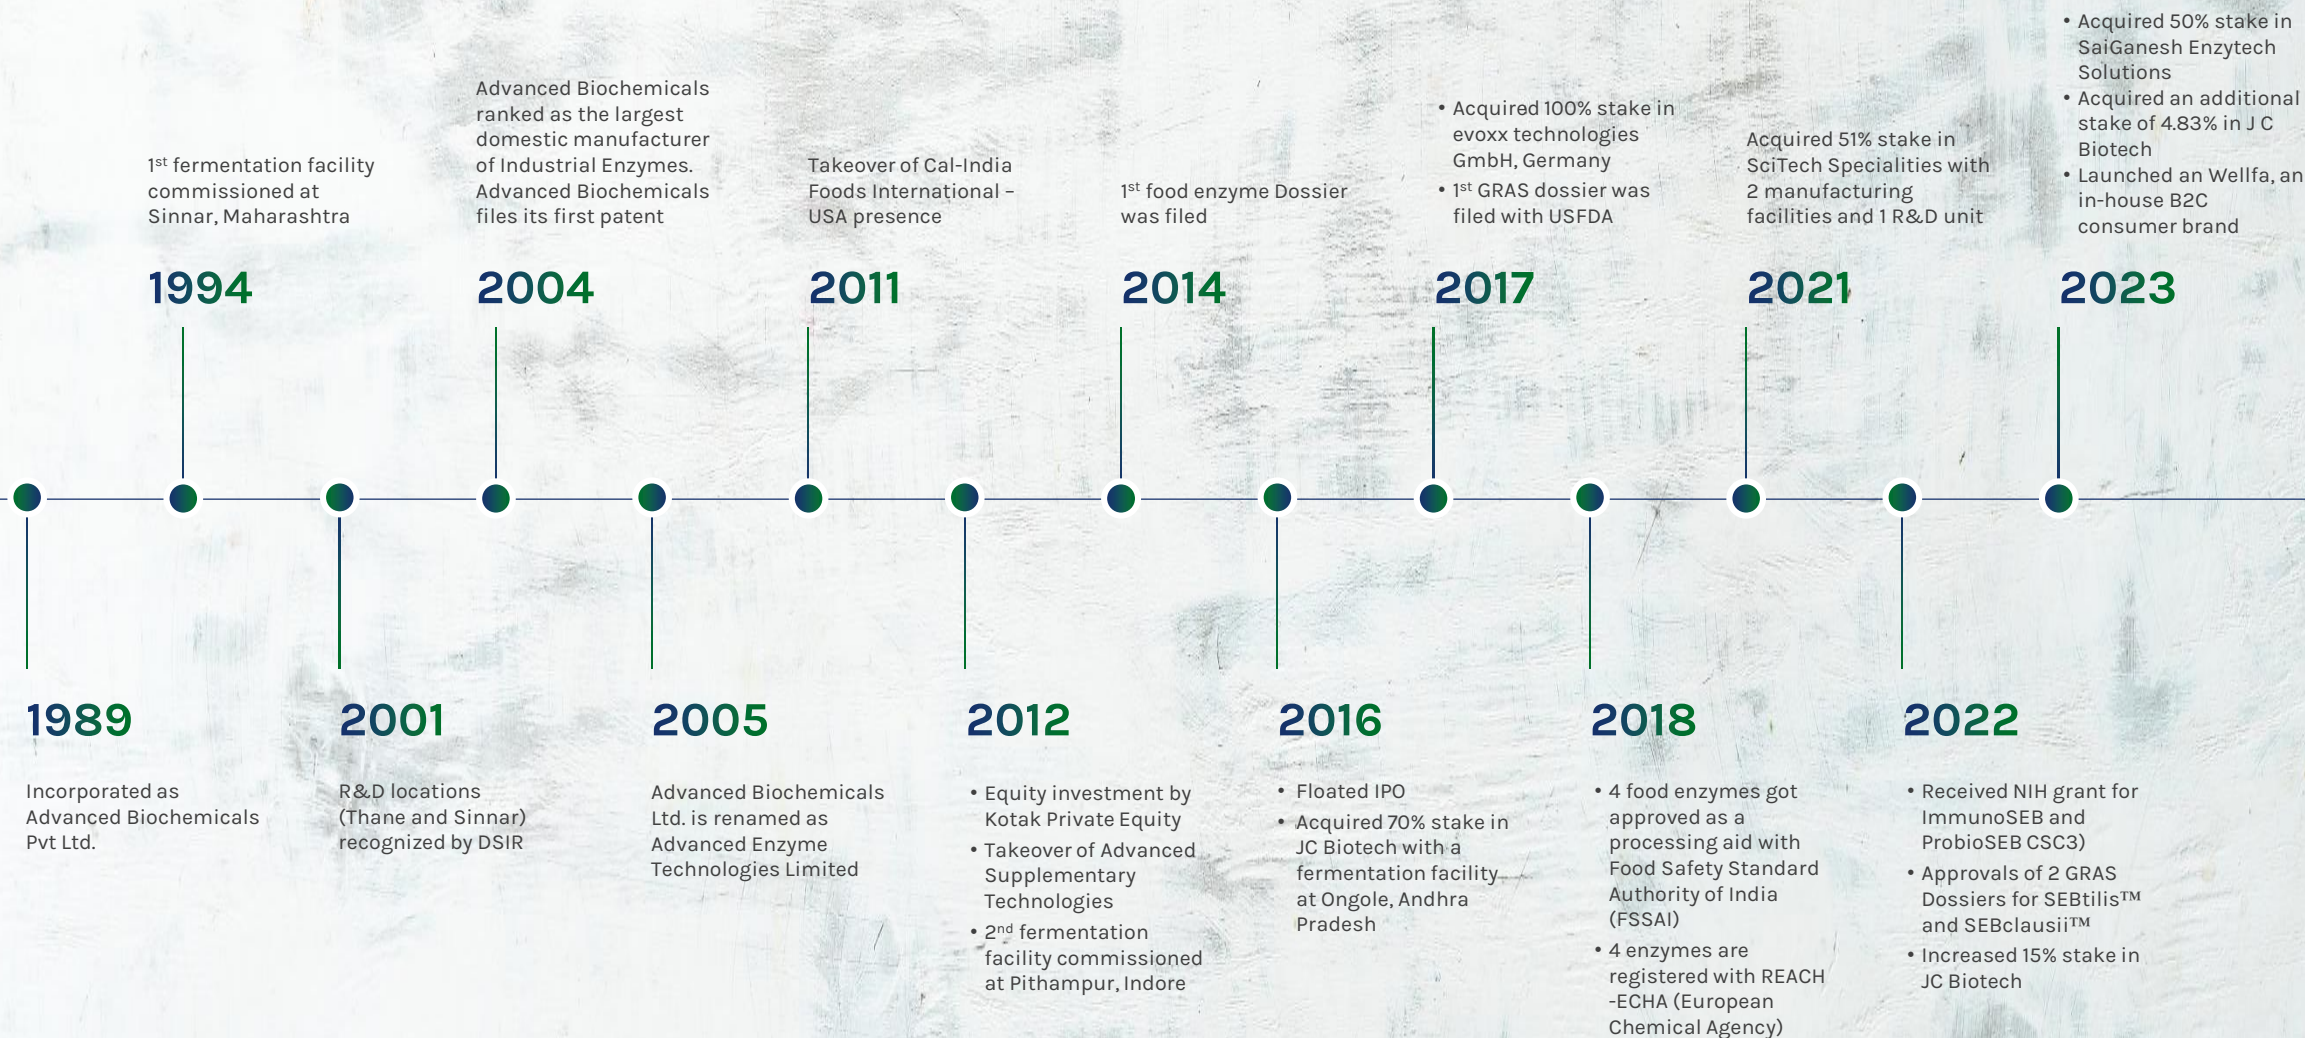 1st fermentation facility
commissioned at
Sinnar, Maharashtra
1994
Advanced Biochemicals
ranked as the largest
domestic manufacturer
of Industrial Enzymes.
Advanced Biochemicals
files its first patent
2004
Takeover of Cal-India
Foods International –
USA presence
2011
1st food enzyme Dossier
was filed
2014
• Acquired 100% stake in
evoxx technologies
GmbH, Germany
• 1st GRAS dossier was
filed with USFDA
2017
Acquired 51% stake in
SciTech Specialities with
2 manufacturing
facilities and 1 R&D unit
2021
• Acquired 50% stake in
SaiGanesh Enzytech
Solutions
• Acquired an additional
stake of 4.83% in J C
Biotech
• Launched an Wellfa, an
in-house B2C
consumer brand
2023
1989
Incorporated as
Advanced Biochemicals
Pvt Ltd.
2001
R&D locations
(Thane and Sinnar)
recognized by DSIR
2005
Advanced Biochemicals
Ltd. is renamed as
Advanced Enzyme
Technologies Limited
2012
• Equity investment by
Kotak Private Equity
• Takeover of Advanced
Supplementary
Technologies
• 2nd fermentation
facility commissioned
at Pithampur, Indore
2016
• Floated IPO
• Acquired 70% stake in
JC Biotech with a
fermentation facility
at Ongole, Andhra
Pradesh
2018
• 4 food enzymes got
approved as a
processing aid with
Food Safety Standard
Authority of India
(FSSAI)
• 4 enzymes are
registered with REACH
-ECHA (European
Chemical Agency)
2022
• Received NIH grant for
ImmunoSEB and
ProbioSEB CSC3)
• Approvals of 2 GRAS
Dossiers for SEBtilis™
and SEBclausii™
• Increased 15% stake in
JC Biotech